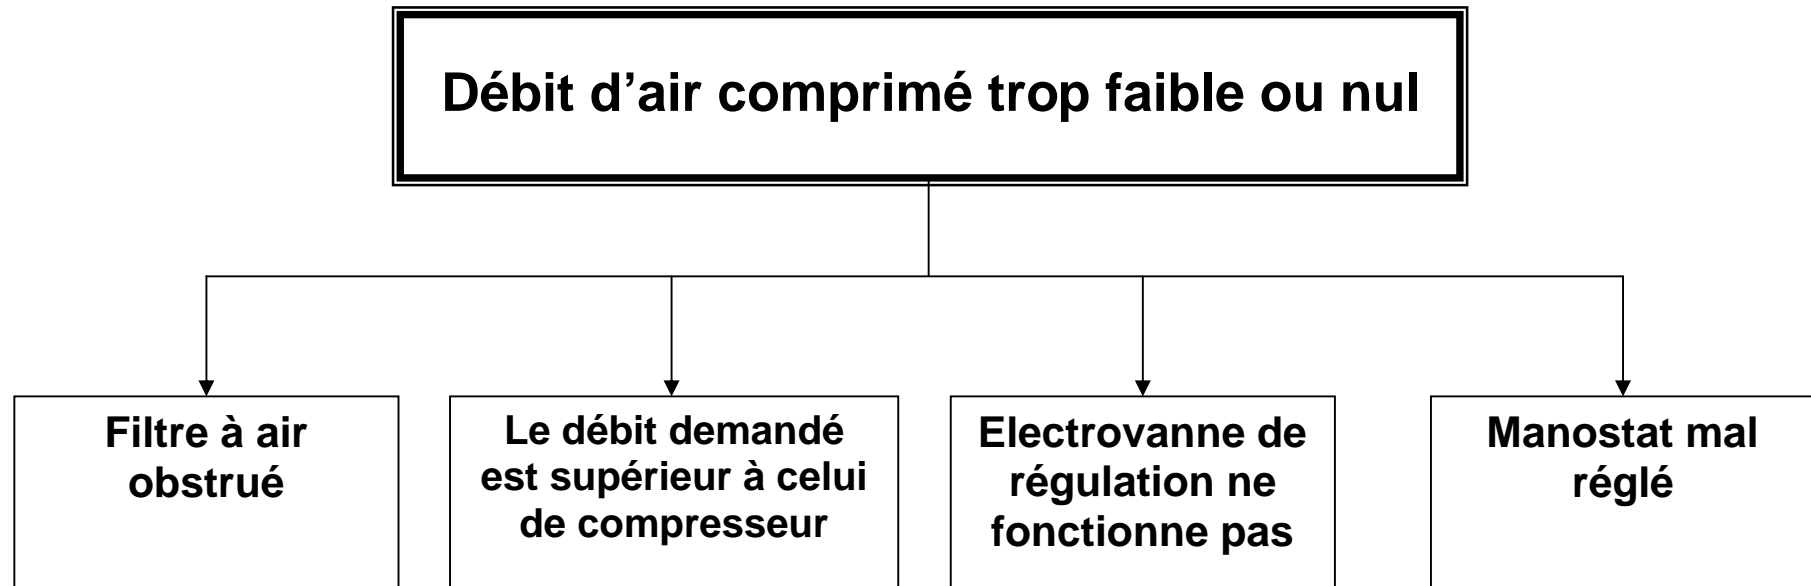 Débit d’air comprimé trop faible ou nul
Filtre à air
obstrué
Le débit demandé
est supérieur à celui
de compresseur
Electrovanne de
régulation ne
fonctionne pas
Manostat mal
réglé